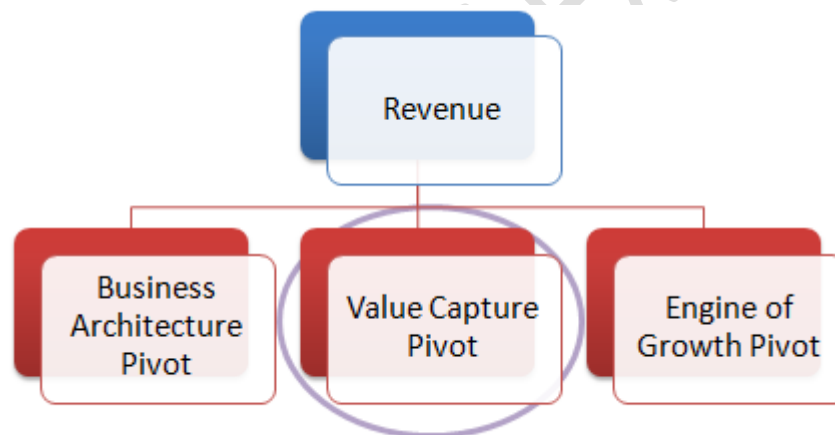 Revenue
Business
Architecture
Pivot
Value Capture
Pivot
Engine of
Growth Pivot